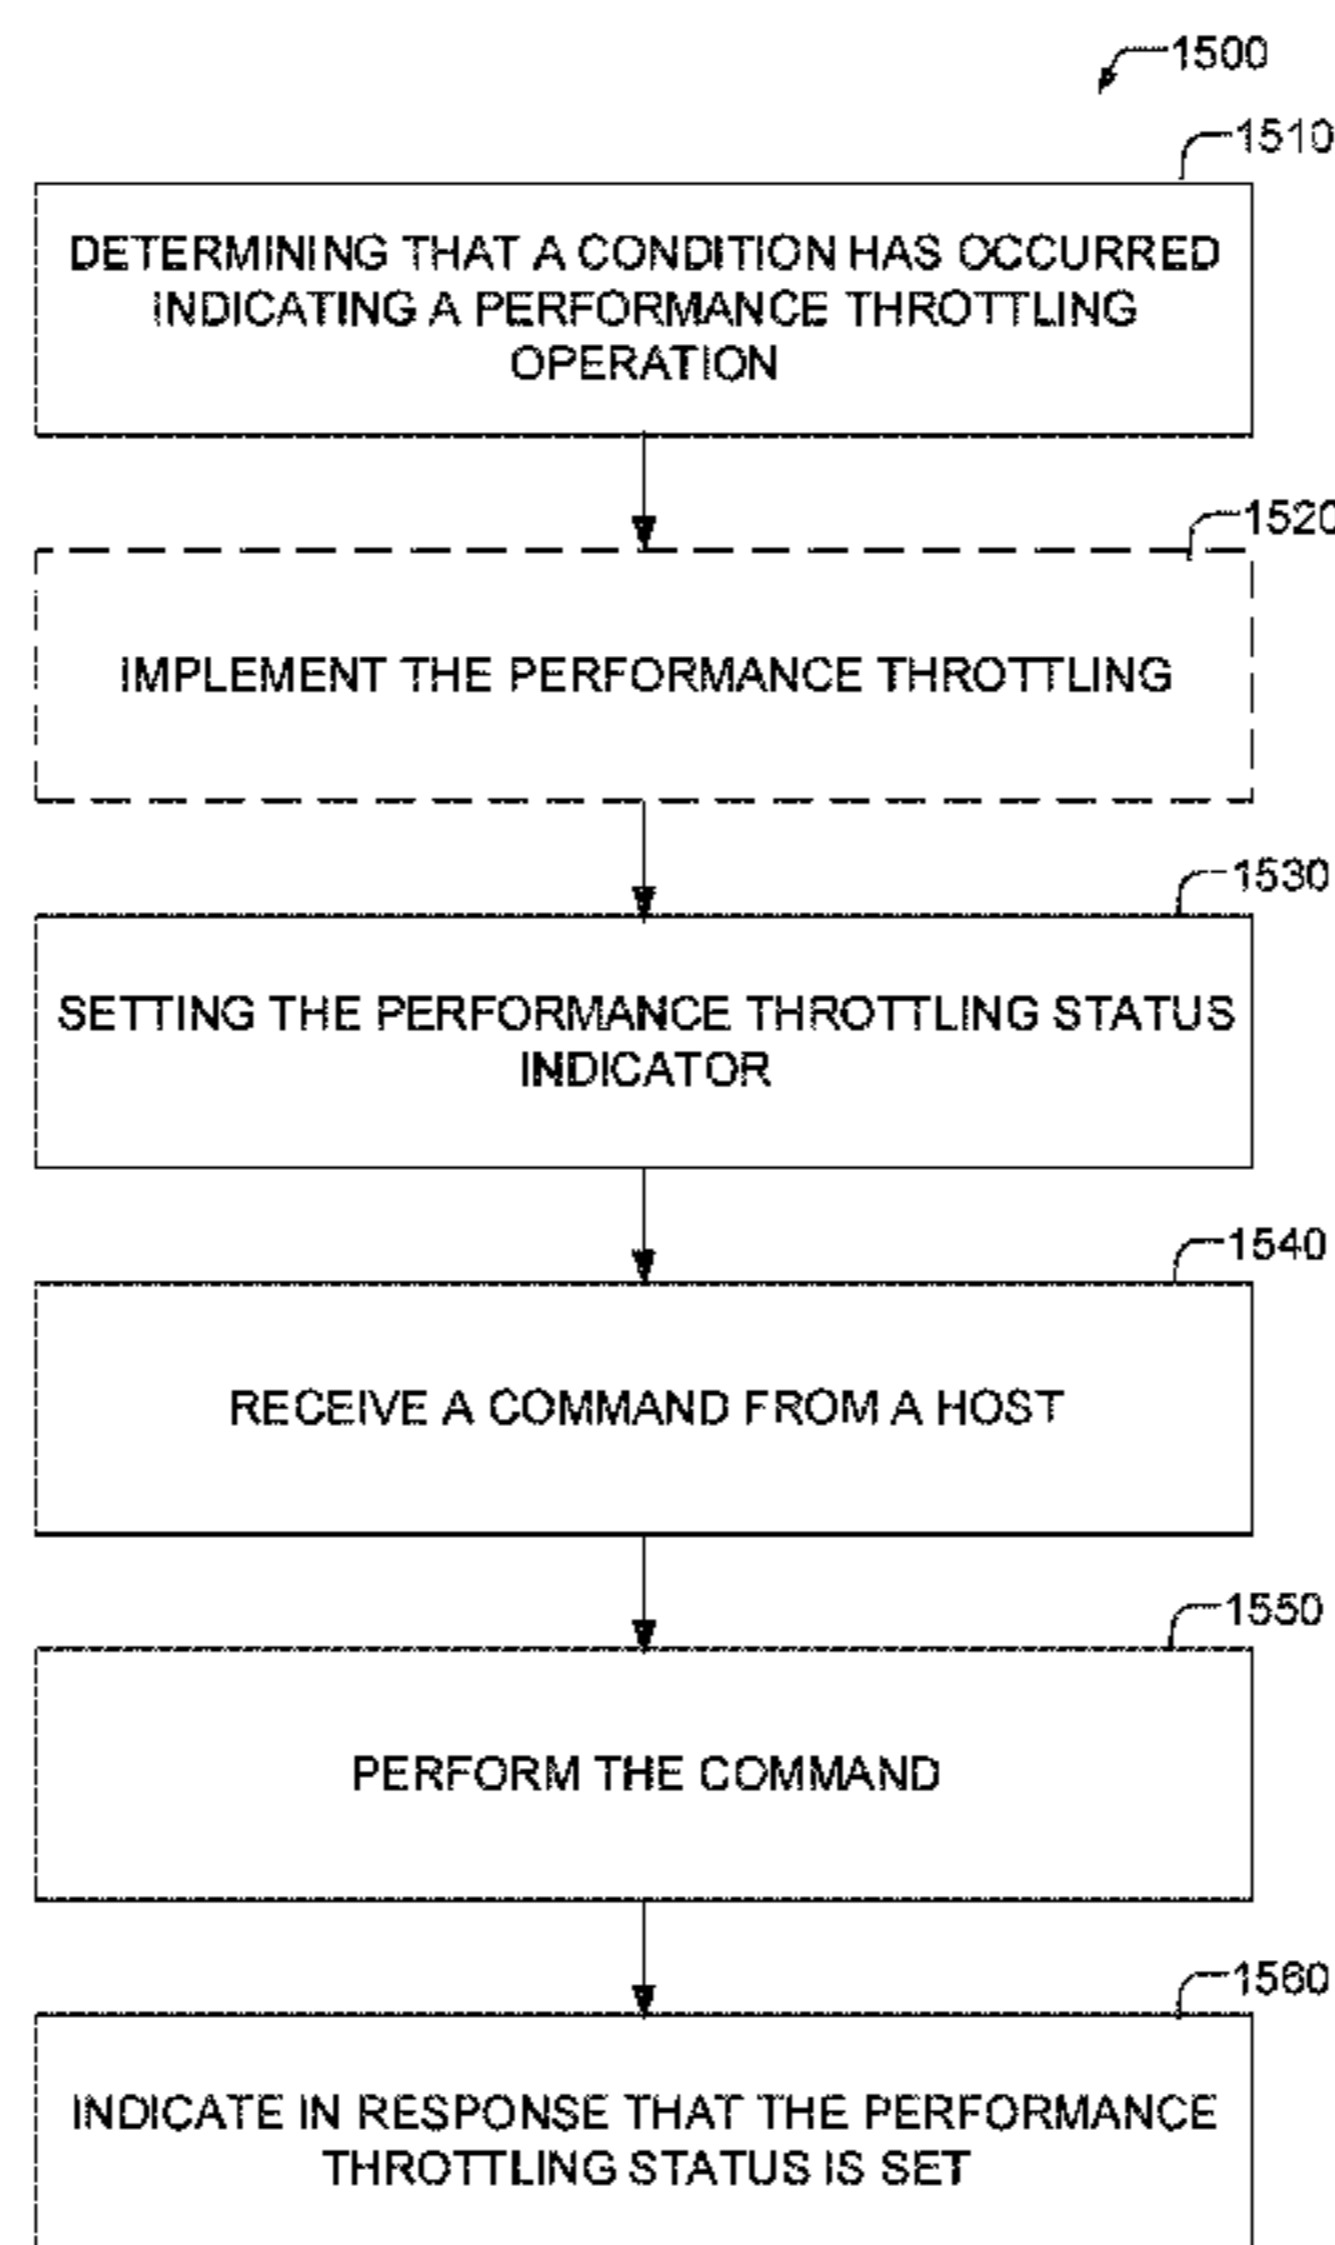 1500
1510
DETERMINING THAT A CONDITION HAS OCCURRED
INDICATING A PERFORMANCE THROTTLING
OPERATION
1520
IMPLEMENT THE PERFORMANCE THROTTLING
1530
SETTING THE PERFORMANCE THROTTLING STATUS
INDICATOR
1540
RECEIVE A COMMAND FROM A HOST
1550
PERFORM THE COMMAND
1560
INDICATE IN RESPONSE THAT THE PERFORMANCE
THROTTLING STATUS IS SET